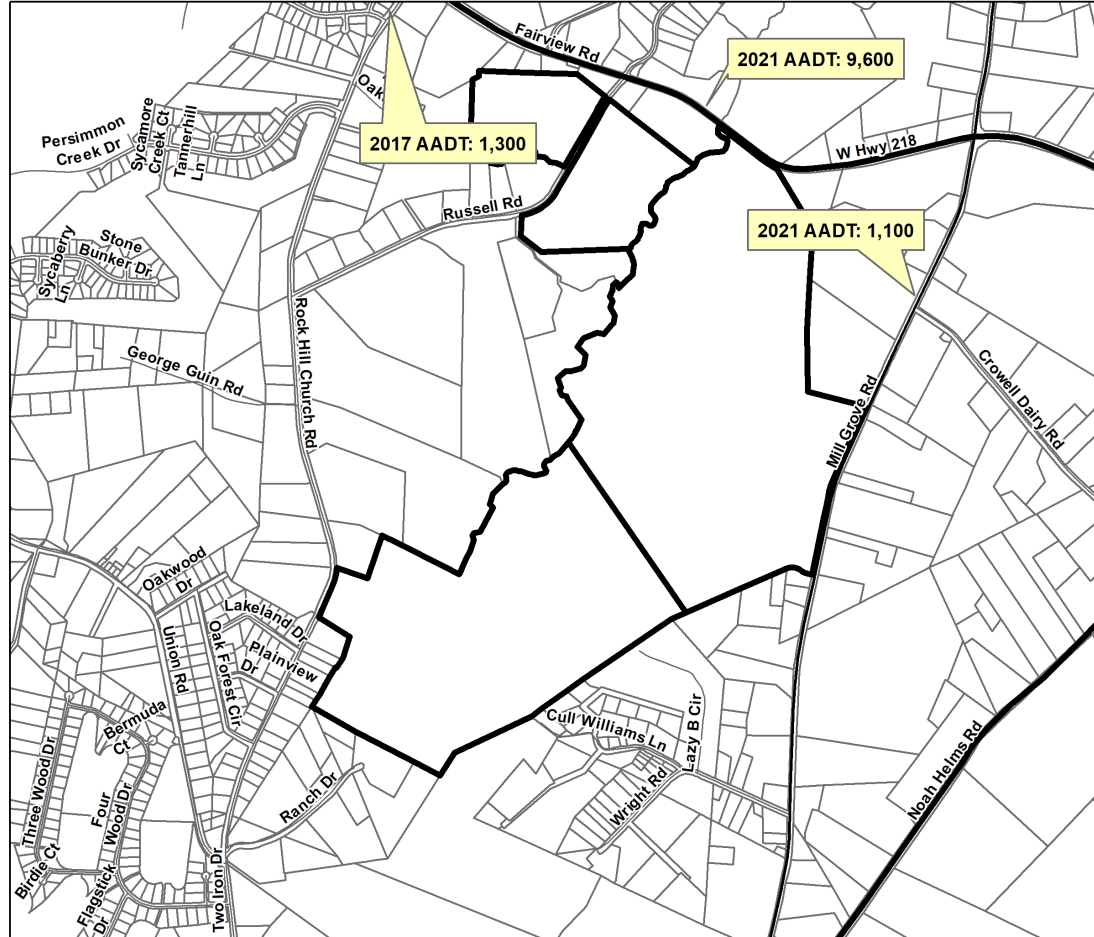 Fairview Rd
2021 AADT: 9,600
Oak
2017 AADT: 1,300
Persimmon
Creek Dr
Sycamore
Creek Ct
Tannerhill
Ln
W Hwy 218
Russell Rd
2021 AADT: 1,100
Stone
Bunker Dr
Sycaberry
Ln
Rock Hill Church Rd
George Guin Rd
Crowell Dairy Rd
Mill Grove Rd
Oakwood
Dr
Lakeland Dr
Plainview
Dr
Oak Forest Cir
Union Rd
Bermuda
Ct
Cull Williams Ln
Lazy B Cir
Wright Rd
Noah Helms Rd
Ranch Dr
Three Wood Dr
Four
Wood Dr
Birdie Ct
Flagstick
Dr
Two Iron Dr